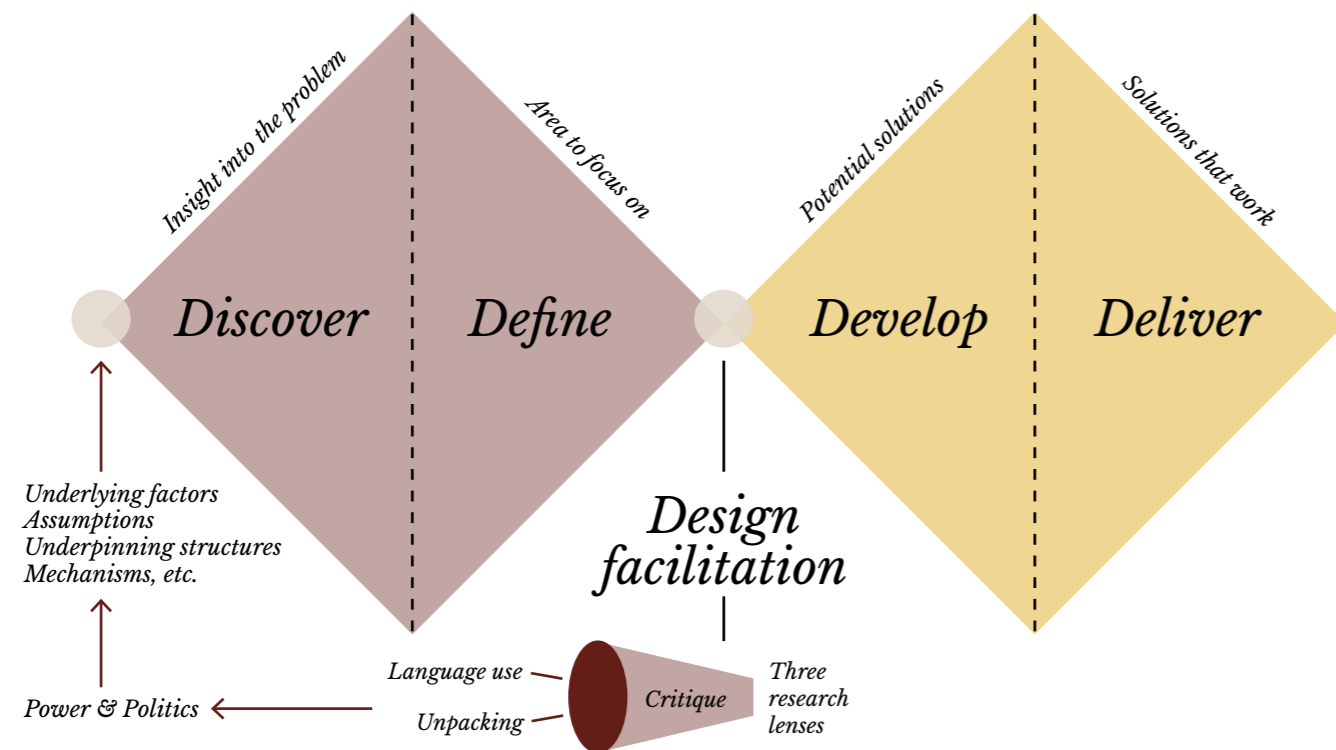 Insight into the problem
Area to focus on
Potential solutions
Solutions that work
Discover
Define
Develop
Deliver
Underlying factors
Assumptions
Underpinning structures
Mechanisms, etc.
Design
facilitation
Language use
Unpacking
Critique
Three
research
lenses
Power & Politics